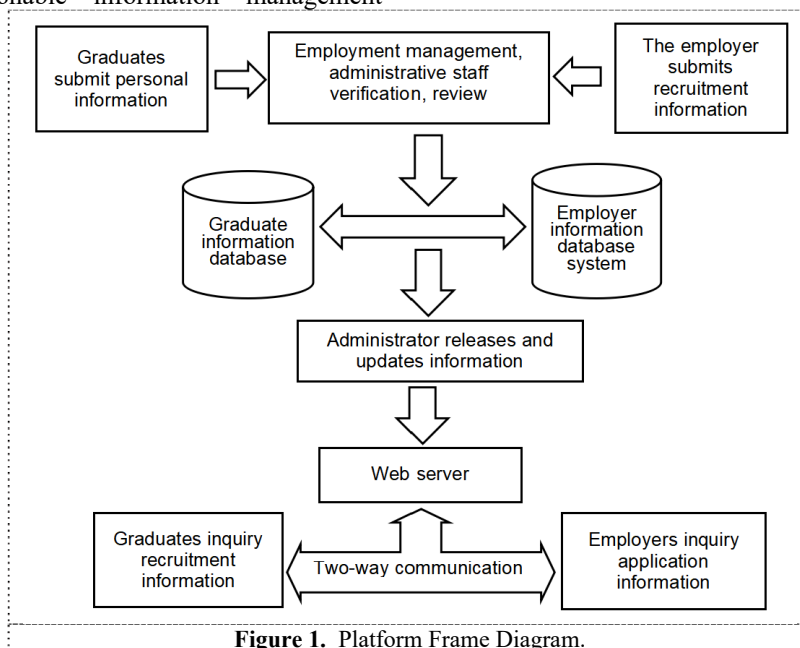 information management
Graduates
submit personal
information
Employment management,
administrative staff
verification, review
The employer
submits
recruitment
information
Graduate
information
database
Employer
information
database
system
Administrator releases and
updates information
Web server
Graduates inquiry
recruitment
information
Two-way communication
Employers inquiry
application
information
Figure 1. Platform Frame Diagram.